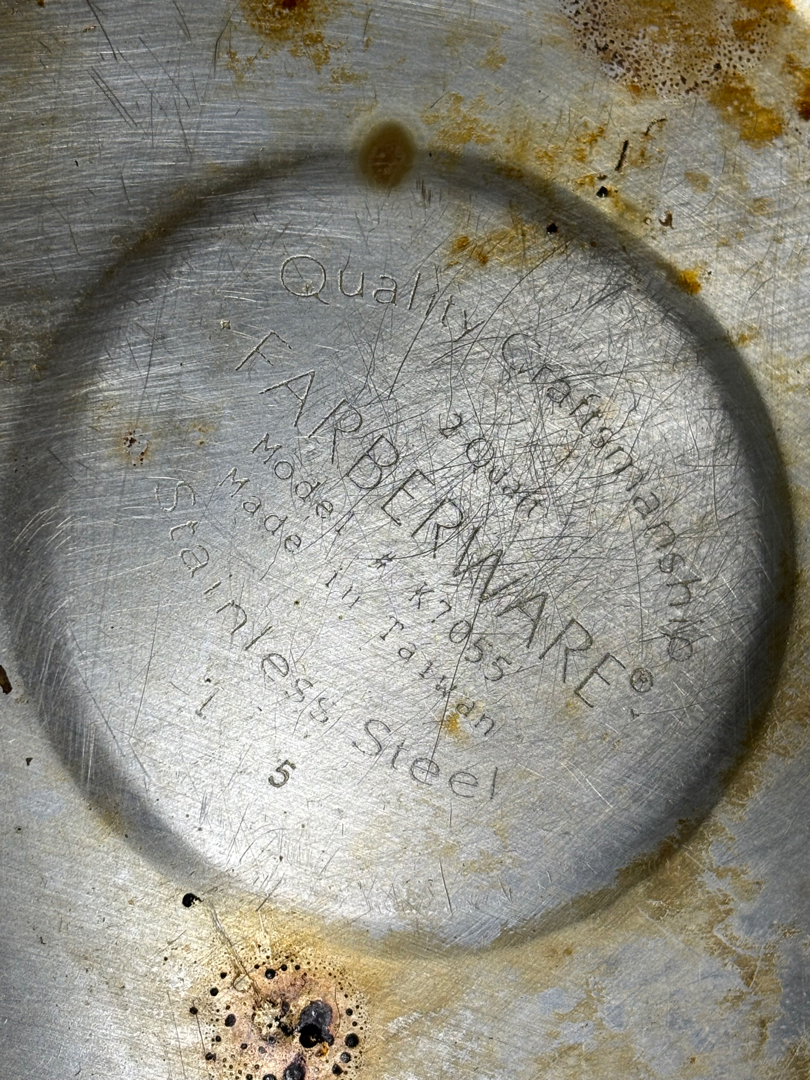 Quality Craftsmanship
2 Quart
FARBERWARE®
Model # K7055
Made in Taiwan
Stainless Steel
5